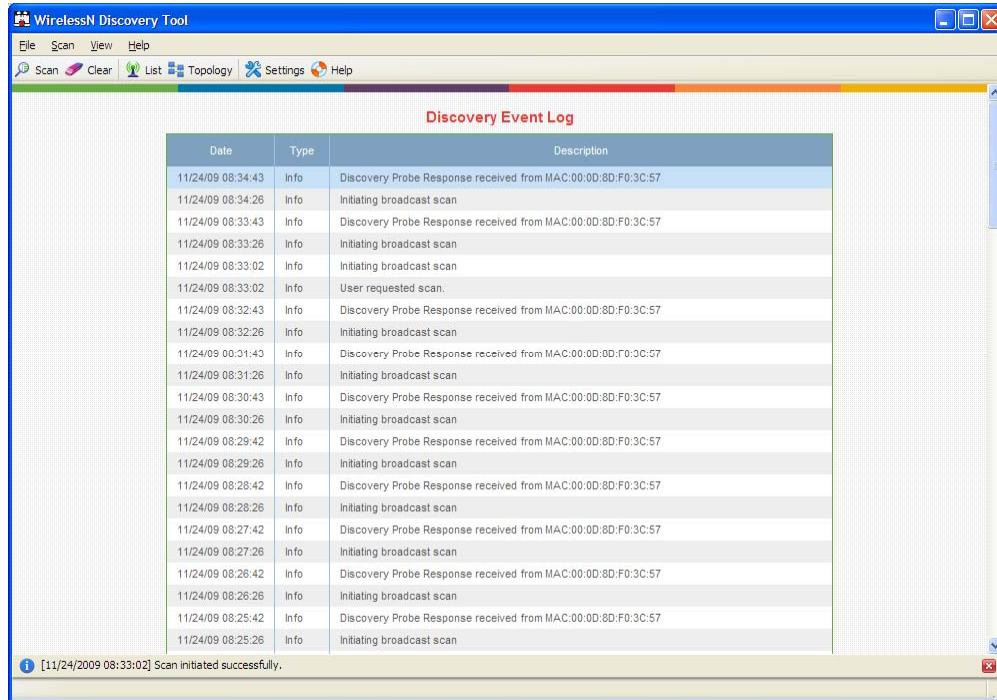 WirelessN Discovery Tool
File Scan View Help
Scan Clear List Topology Settings Help
Discovery Event Log
Date Type Description
11/24/09 08:34:43 Info Discovery Probe Response received from MAC:00:0D:8D:F0:3C:57
11/24/09 08:34:26 Info Initiating broadcast scan
11/24/09 08:33:43 Info Discovery Probe Response received from MAC:00:0D:8D:F0:3C:57
11/24/09 08:33:26 Info Initiating broadcast scan
11/24/09 08:33:02 Info Initiating broadcast scan
11/24/09 08:33:02 Info User requested scan.
11/24/09 08:32:43 Info Discovery Probe Response received from MAC:00:0D:8D:F0:3C:57
11/24/09 08:32:26 Info Initiating broadcast scan
11/24/09 08:31:43 Info Discovery Probe Response received from MAC:00:0D:8D:F0:3C:57
11/24/09 08:31:26 Info Initiating broadcast scan
11/24/09 08:30:43 Info Discovery Probe Response received from MAC:00:0D:8D:F0:3C:57
11/24/09 08:30:26 Info Initiating broadcast scan
11/24/09 08:29:42 Info Discovery Probe Response received from MAC:00:0D:8D:F0:3C:57
11/24/09 08:29:26 Info Initiating broadcast scan
11/24/09 08:28:42 Info Discovery Probe Response received from MAC:00:0D:8D:F0:3C:57
11/24/09 08:28:26 Info Initiating broadcast scan
11/24/09 08:27:42 Info Discovery Probe Response received from MAC:00:0D:8D:F0:3C:57
11/24/09 08:27:26 Info Initiating broadcast scan
11/24/09 08:26:42 Info Discovery Probe Response received from MAC:00:0D:8D:F0:3C:57
11/24/09 08:26:26 Info Initiating broadcast scan
11/24/09 08:25:42 Info Discovery Probe Response received from MAC:00:0D:8D:F0:3C:57
11/24/09 08:25:26 Info Initiating broadcast scan
[11/24/2009 08:33:02] Scan initiated successfully.